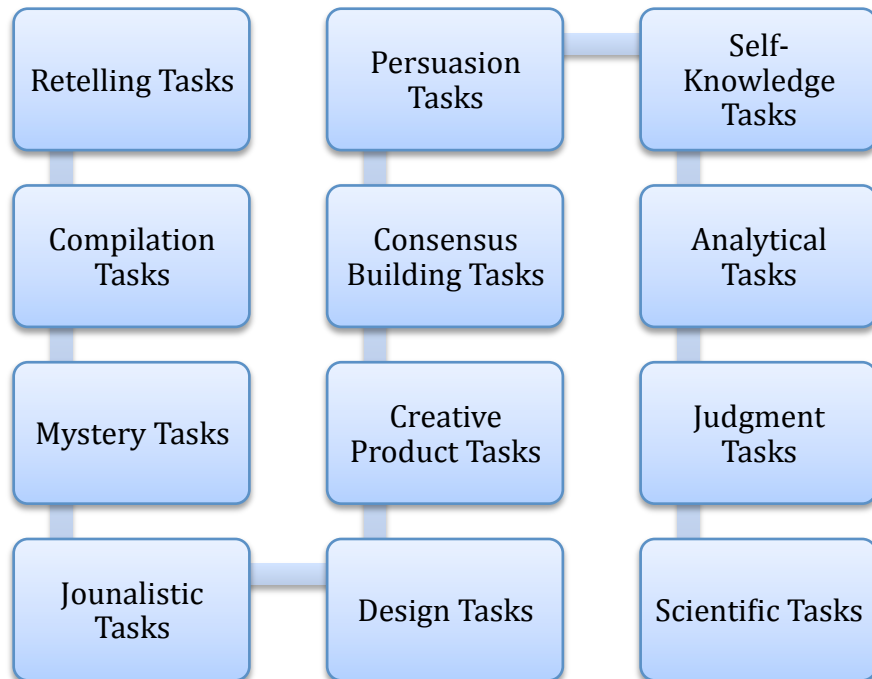 Retelling Tasks
Compilation
Tasks
Mystery Tasks
Jounalistic
Tasks
Design Tasks
Creative
Product Tasks
Consensus
Building Tasks
Persuasion
Tasks
Self-
Knowledge
Tasks
Analytical
Tasks
Judgment
Tasks
Scientific Tasks